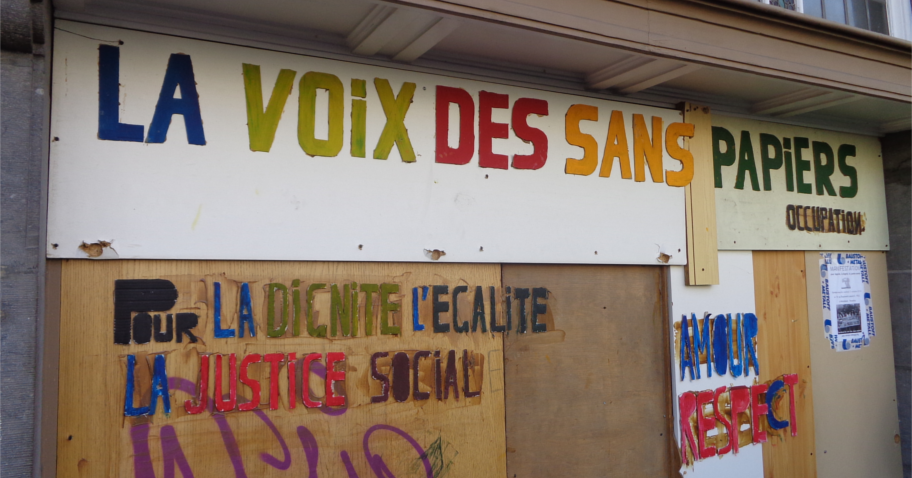 LA VOiX DES SANS PAPiERS
OCCUPATION
POUR LA DiGNiTE L'EGALiTE
LA JUSTiCE SOCiAL
AMOUR
RESPECT